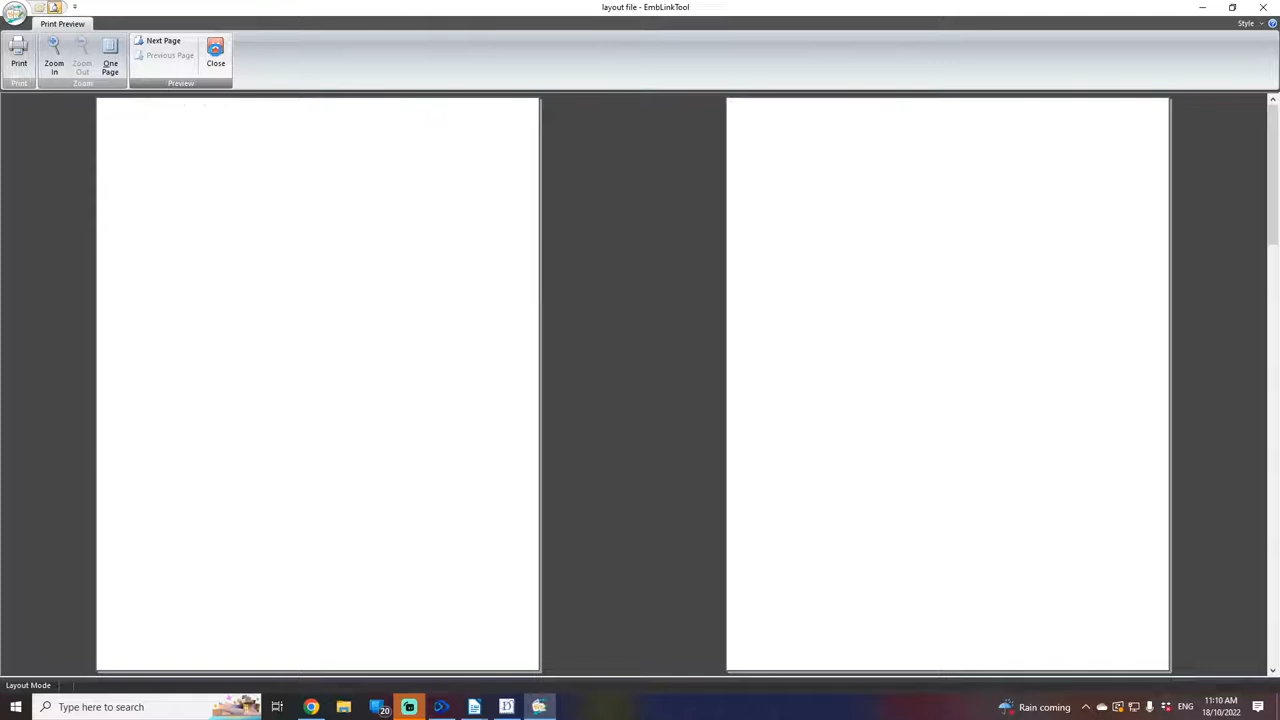 layout file - EmbLinkTool
Print Preview
Style
Print
Zoom In
Zoom Out
One Page
Next Page
Previous Page
Close
Print
Zoom
Preview
Layout Mode
Type here to search
20
D
Rain coming
ENG
11:10 AM
18/10/2022